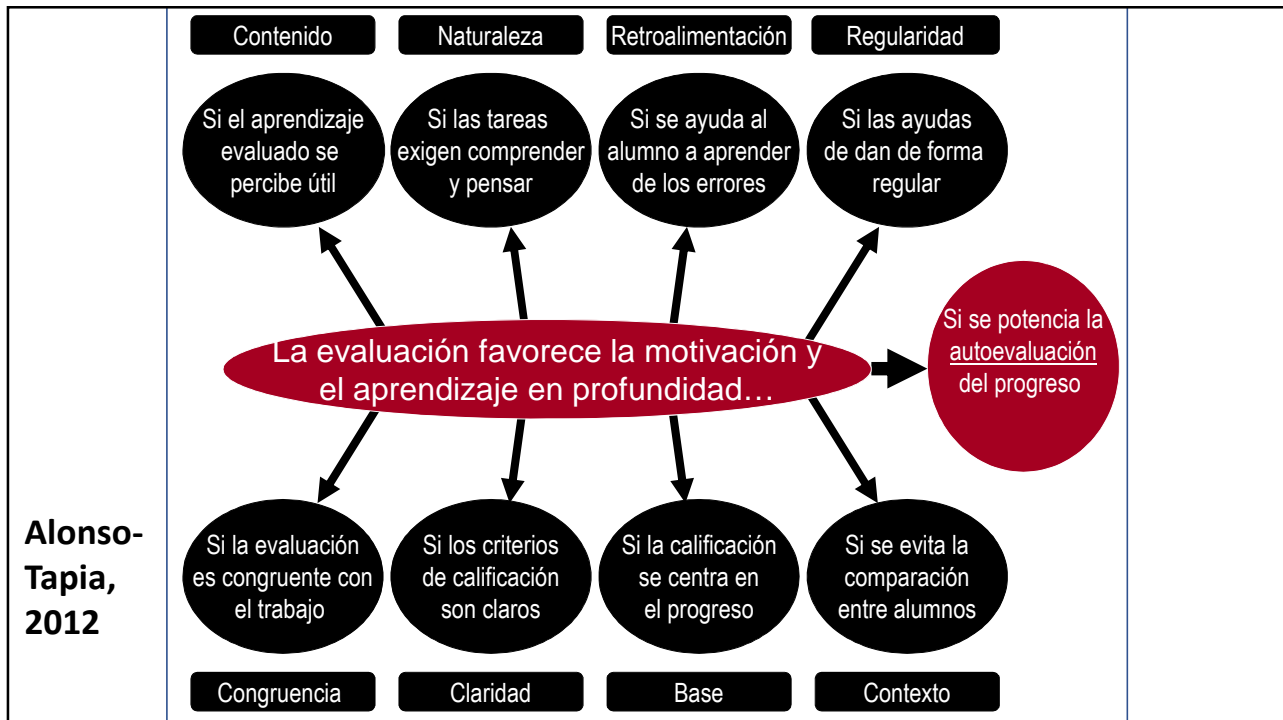 Contenido
Naturaleza
Retroalimentación
Regularidad
Si el aprendizaje
evaluado se
percibe útil
Si las tareas
exigen comprender
y pensar
Si se ayuda al
alumno a aprender
de los errores
Si las ayudas
de dan de forma
regular
La evaluación favorece la motivación y
el aprendizaje en profundidad…
Si se potencia la
autoevaluación
del progreso
Alonso-
Tapia,
2012
Si la evaluación
es congruente con
el trabajo
Si los criterios
de calificación
son claros
Si la calificación
se centra en
el progreso
Si se evita la
comparación
entre alumnos
Congruencia
Claridad
Base
Contexto